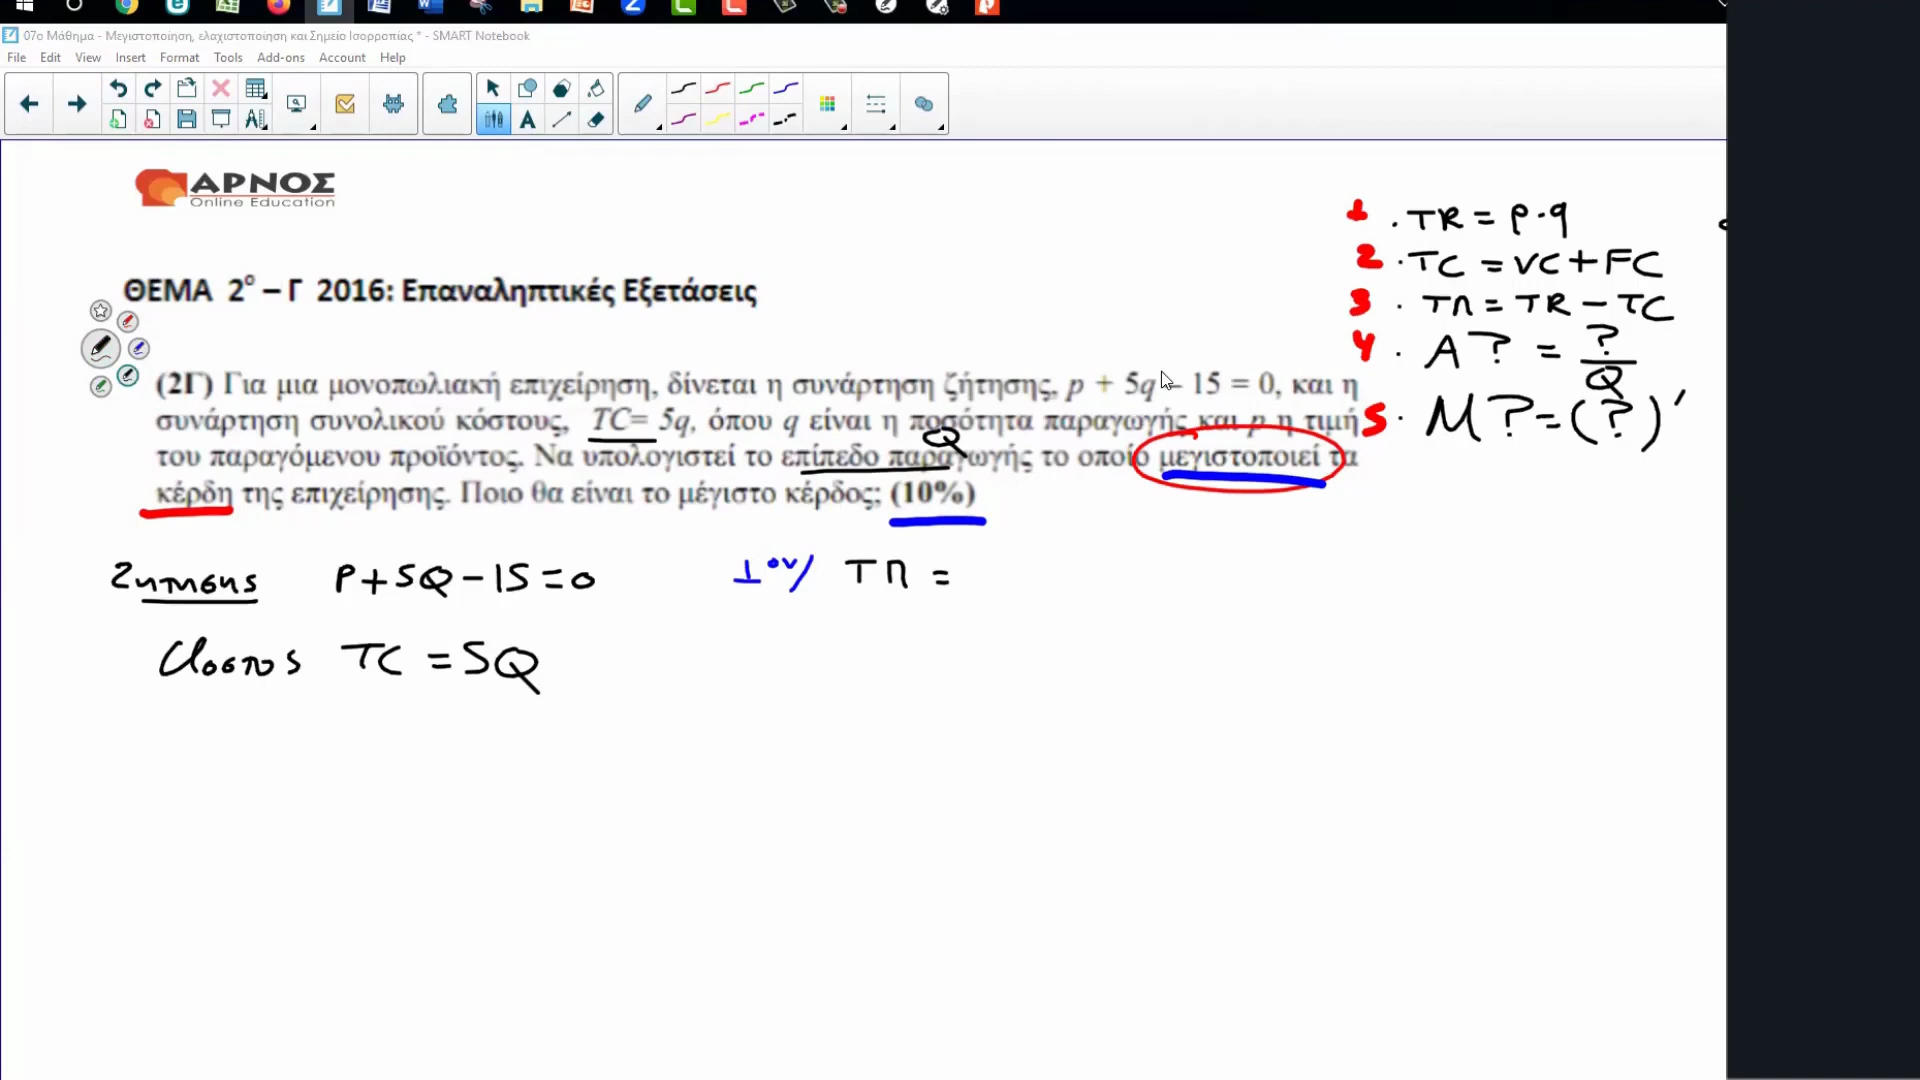 07ο Μάθημα - Μεγιστοποίηση, ελαχιστοποίηση και Σημείο Ισορροπίας * - SMART Notebook
File Edit View Insert Format Tools Add-ons Account Help
ΑΡΝΟΣ
Online Education
ΘΕΜΑ 2ο – Γ 2016: Επαναληπτικές Εξετάσεις
(2Γ) Για μια μονοπωλιακή επιχείρηση, δίνεται η συνάρτηση ζήτησης, p + 5q – 15 = 0, και η
συνάρτηση συνολικού κόστους, TC= 5q, όπου q είναι η ποσότητα παραγωγής και p η τιμή
Q
του παραγόμενου προϊόντος. Να υπολογιστεί το επίπεδο παραγωγής το οποίο μεγιστοποιεί τα
κέρδη της επιχείρησης. Ποιο θα είναι το μέγιστο κέρδος; (10%)
1 · TR = p·q
2 · TC = VC + FC
3 · ΤΠ = TR – TC
4 · A? = ?/Q
5 · M? = (?)'
Ζητησης P + 5Q – 15 = 0
1ον/ ΤΠ =
Κοστος TC = 5Q